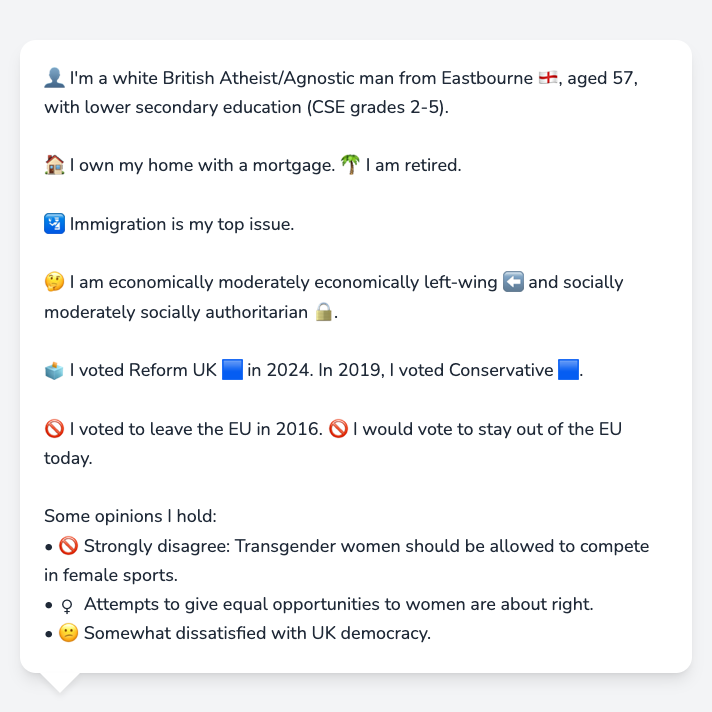 👤 I'm a white British Atheist/Agnostic man from Eastbourne 🏴󠁧󠁢󠁥󠁮󠁧󠁿, aged 57,
with lower secondary education (CSE grades 2-5).
🏠 I own my home with a mortgage. 🌴 I am retired.
🛂 Immigration is my top issue.
🤔 I am economically moderately economically left-wing ⬅️ and socially
moderately socially authoritarian 🔒.
🗳️ I voted Reform UK 🟦 in 2024. In 2019, I voted Conservative 🟦.
🚫 I voted to leave the EU in 2016. 🚫 I would vote to stay out of the EU
today.
Some opinions I hold:
• 🚫 Strongly disagree: Transgender women should be allowed to compete
in female sports.
• ♀ Attempts to give equal opportunities to women are about right.
• 😕 Somewhat dissatisfied with UK democracy.